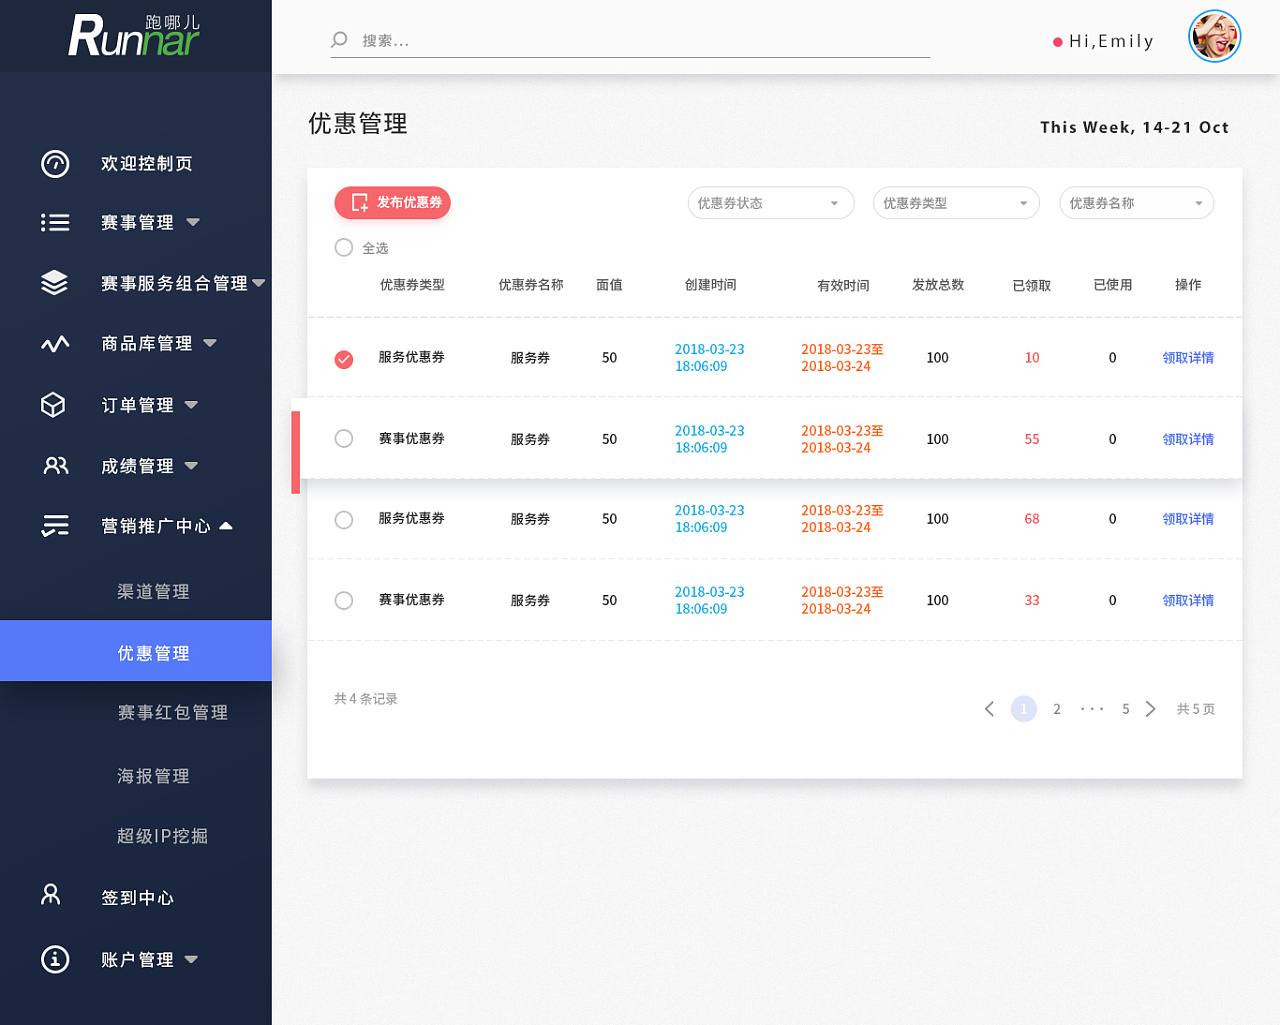 跑哪儿
Runnar
搜索...
Hi,Emily
欢迎控制页
赛事管理
赛事服务组合管理
商品库管理
订单管理
成绩管理
营销推广中心
渠道管理
优惠管理
赛事红包管理
海报管理
超级IP挖掘
签到中心
账户管理
优惠管理
This Week, 14-21 Oct
发布优惠券
优惠券状态
优惠券类型
优惠券名称
全选
优惠券类型 优惠券名称 面值 创建时间 有效时间 发放总数 已领取 已使用 操作
服务优惠券 服务券 50 2018-03-23 18:06:09 2018-03-23至 2018-03-24 100 10 0 领取详情
赛事优惠券 服务券 50 2018-03-23 18:06:09 2018-03-23至 2018-03-24 100 55 0 领取详情
服务优惠券 服务券 50 2018-03-23 18:06:09 2018-03-23至 2018-03-24 100 68 0 领取详情
赛事优惠券 服务券 50 2018-03-23 18:06:09 2018-03-23至 2018-03-24 100 33 0 领取详情
共 4 条记录
1 2 ··· 5 共 5 页